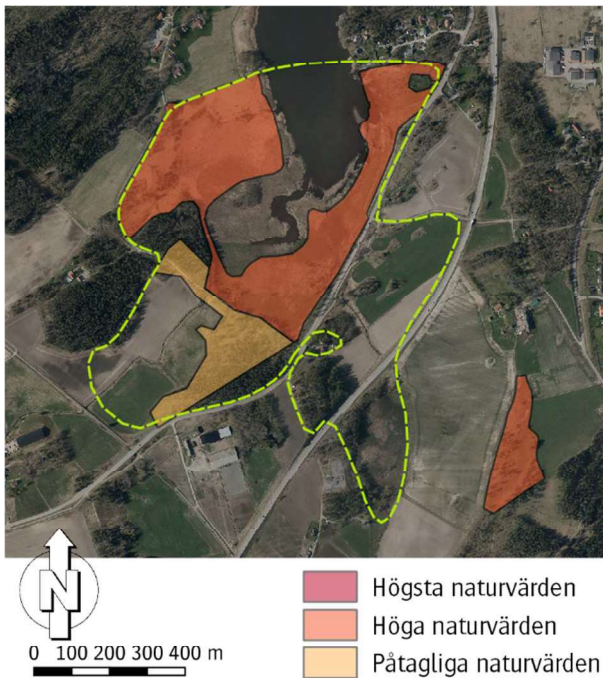 N
0 100 200 300 400 m
Högsta naturvärden
Höga naturvärden
Påtagliga naturvärden